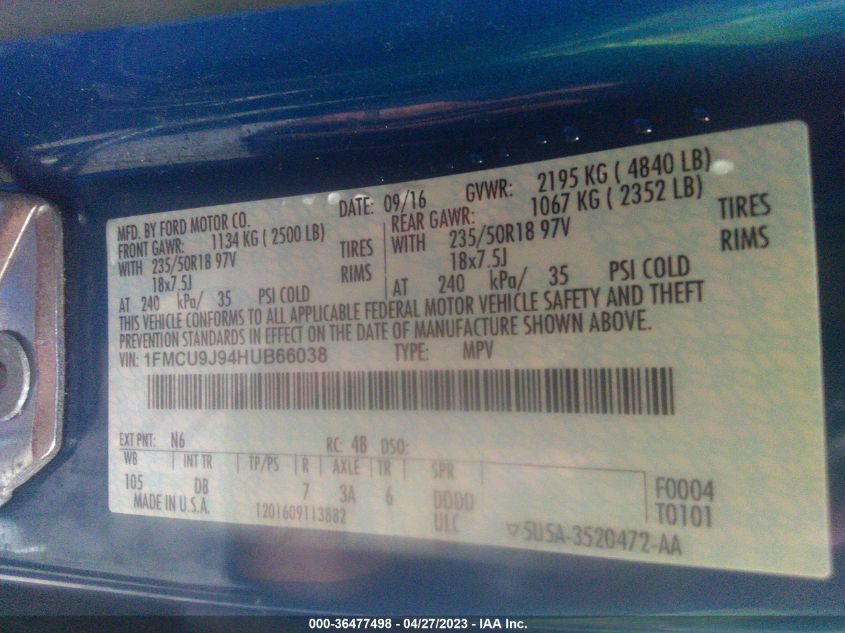 MFD. BY FORD MOTOR CO. DATE: 09/16 GVWR: 2195 KG ( 4840 LB)
FRONT GAWR: 1134 KG ( 2500 LB) REAR GAWR: 1067 KG ( 2352 LB)
WITH 235/50R18 97V TIRES WITH 235/50R18 97V TIRES
18x7.5J RIMS 18x7.5J RIMS
AT 240 kPa/ 35 PSI COLD AT 240 kPa/ 35 PSI COLD
THIS VEHICLE CONFORMS TO ALL APPLICABLE FEDERAL MOTOR VEHICLE SAFETY AND THEFT
PREVENTION STANDARDS IN EFFECT ON THE DATE OF MANUFACTURE SHOWN ABOVE.
VIN: 1FMCU9J94HUB66038 TYPE: MPV
EXT PNT: N6 RC: 48 DSO:
WB INT TR TP/PS R AXLE TR SPR
105 DB 7 3A 6 DDDD F0004
MADE IN U.S.A. 1201609113882 ULC T0101
▽5U5A-3520472-AA
000-36477498 - 04/27/2023 - IAA Inc.